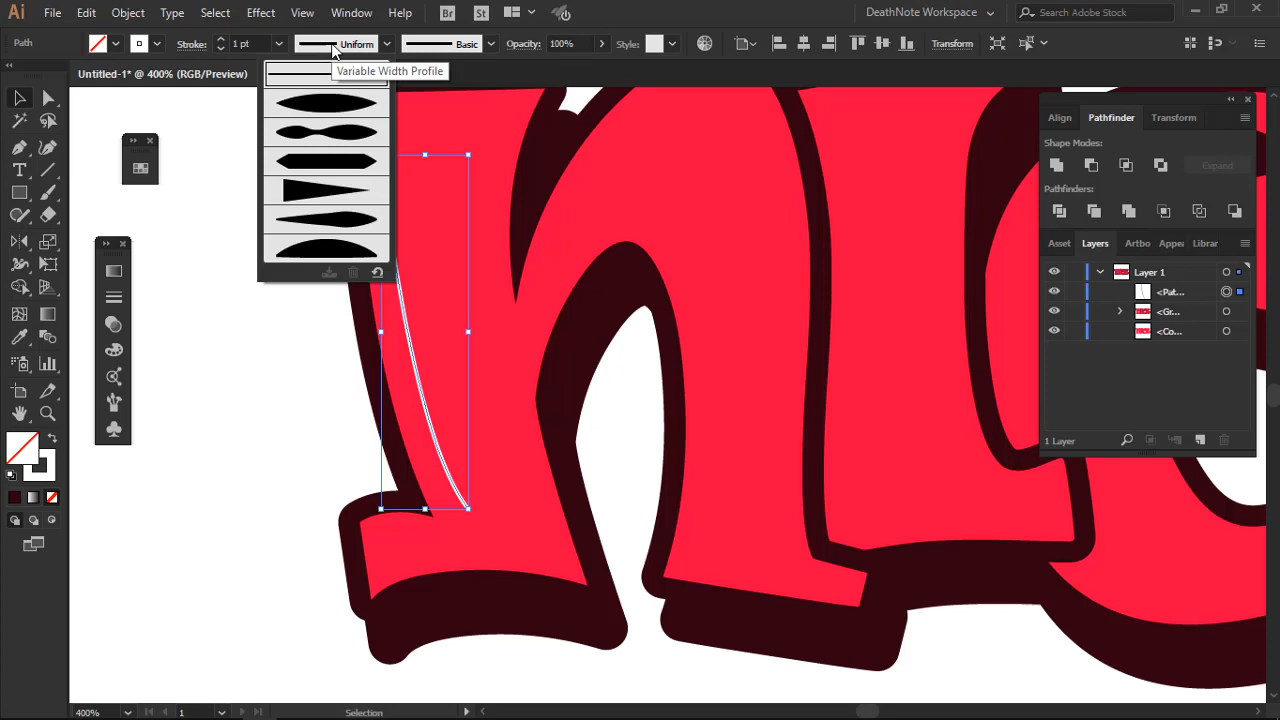 Ai File Edit Object Type Select Effect View Window Help Br St DeathNote Workspace Search Adobe Stock
Path Stroke: 1 pt Uniform Basic Opacity: 100% Style: Transform
Untitled-1* @ 400% (RGB/Preview)
Variable Width Profile
Align Pathfinder Transform
Shape Modes:
Expand
Pathfinders:
Asset Layers Artbo Appea Librar
Layer 1
<Pat...
<Gr...
<Co...
1 Layer
400% 1 Selection